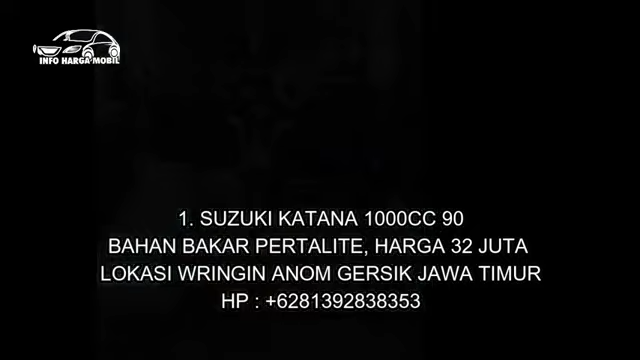 INFO HARGA MOBIL
1. SUZUKI KATANA 1000CC 90
BAHAN BAKAR PERTALITE, HARGA 32 JUTA
LOKASI WRINGIN ANOM GERSIK JAWA TIMUR
HP : +6281392838353